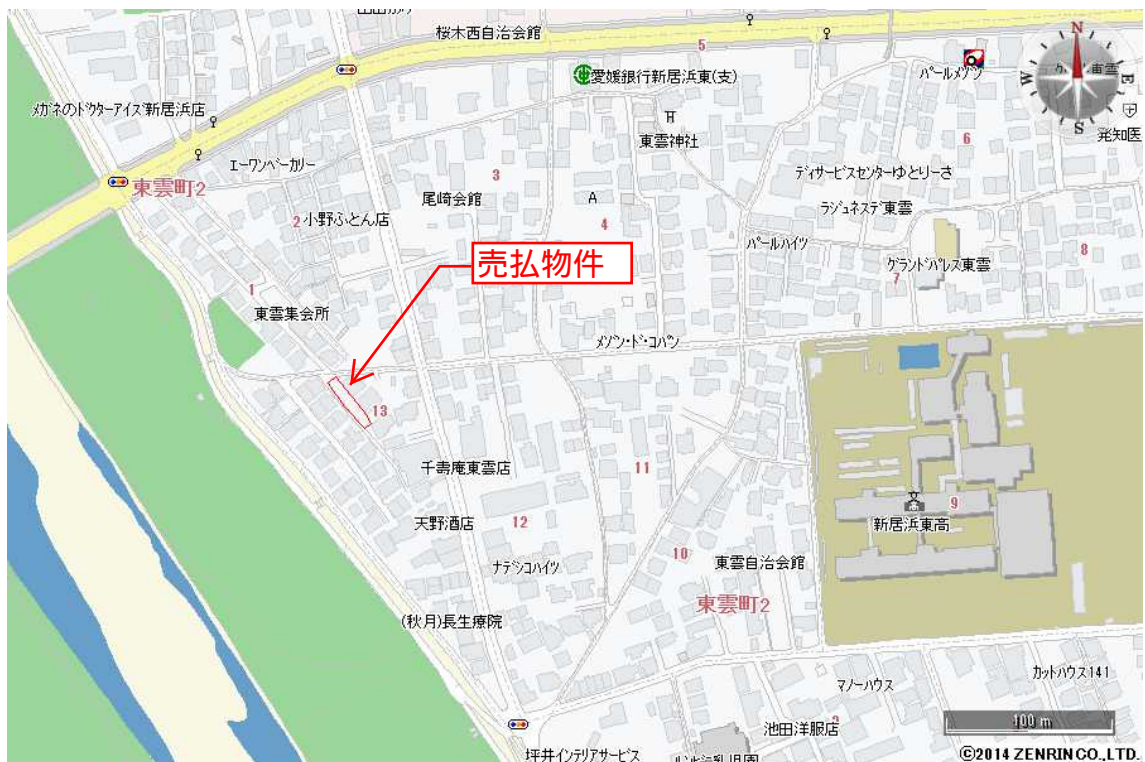 桜木西自治会館
5
愛媛銀行新居浜東(支)
パールメゾン
N
W
E
S
メガネのドクターアイズ新居浜店
エーワンベーカリー
東雲神社
6
発知医
東雲町2
3
尾崎会館
A
デイサービスセンターゆとりーさ
2
小野ふとん店
4
ラジュネスデ東雲
パールハイツ
8
売払物件
グランドパレス東雲
7
1
東雲集会所
メゾン・ド・コパン
13
千壽庵東雲店
11
天野酒店
12
9
新居浜東高
ナデシコハイツ
10
東雲自治会館
東雲町2
(秋月)長生療院
カットハウス141
マノーハウス
池田洋服店
100 m
坪井インテリアサービス
©2014 ZENRIN CO., LTD.